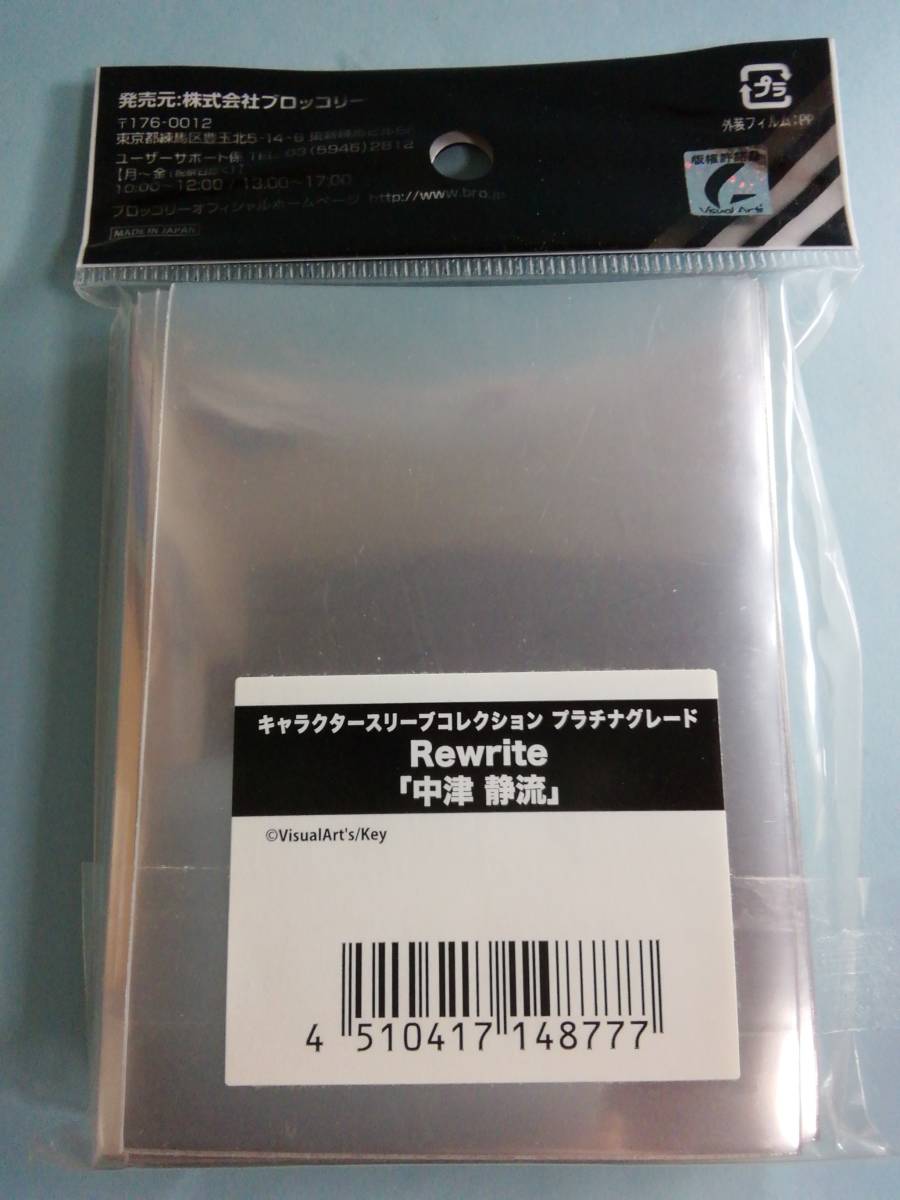 発売元:株式会社ブロッコリー
〒176-0012
東京都練馬区豊玉北5-14-6
ユーザーサポート係 TEL 03(5946)2812
【月~金
10:00~12:00 / 13:00~17:00
ブロッコリーオフィシャルホームページ http://www.bro
MADE IN JAPAN
プラ
外装フィルム:PP
版権許諾証
Visual Art's
キャラクタースリーブコレクション プラチナグレード
Rewrite
「中津 静流」
©VisualArt's/Key
4 510417 148777